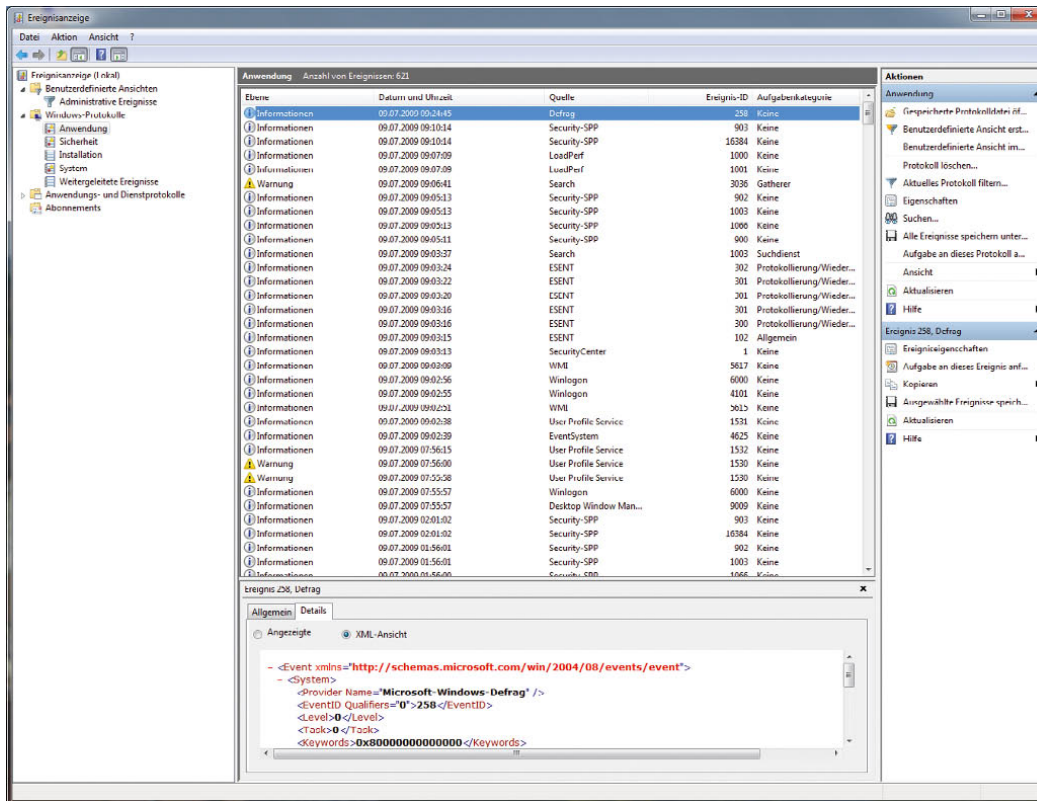 Ereignisanzeige
Datei Aktion Ansicht ?
Ereignisanzeige (Lokal)
Benutzerdefinierte Ansichten
Administrative Ereignisse
Windows-Protokolle
Anwendung
Sicherheit
Installation
System
Weitergeleitete Ereignisse
Anwendungs- und Dienstprotokolle
Abonnements
Anwendung Anzahl von Ereignissen: 621
Ebene Datum und Uhrzeit Quelle Ereignis-ID Aufgabenkategorie
Informationen 09.07.2009 09:24:45 Defrag 258 Keine
Informationen 09.07.2009 09:10:14 Security-SPP 903 Keine
Informationen 09.07.2009 09:10:14 Security-SPP 16384 Keine
Informationen 09.07.2009 09:07:09 LoadPerf 1000 Keine
Informationen 09.07.2009 09:07:09 LoadPerf 1001 Keine
Warnung 09.07.2009 09:06:41 Search 3036 Gatherer
Informationen 09.07.2009 09:05:13 Security-SPP 902 Keine
Informationen 09.07.2009 09:05:13 Security-SPP 1003 Keine
Informationen 09.07.2009 09:05:13 Security-SPP 1066 Keine
Informationen 09.07.2009 09:05:11 Security-SPP 900 Keine
Informationen 09.07.2009 09:03:37 Search 1003 Suchdienst
Informationen 09.07.2009 09:03:24 ESENT 302 Protokollierung/Wieder...
Informationen 09.07.2009 09:03:22 ESENT 301 Protokollierung/Wieder...
Informationen 09.07.2009 09:03:20 ESENT 301 Protokollierung/Wieder...
Informationen 09.07.2009 09:03:16 ESENT 301 Protokollierung/Wieder...
Informationen 09.07.2009 09:03:16 ESENT 300 Protokollierung/Wieder...
Informationen 09.07.2009 09:03:15 ESENT 102 Allgemein
Informationen 09.07.2009 09:03:13 SecurityCenter 1 Keine
Informationen 09.07.2009 09:03:09 WMI 5617 Keine
Informationen 09.07.2009 09:02:56 Winlogon 6000 Keine
Informationen 09.07.2009 09:02:55 Winlogon 4101 Keine
Informationen 09.07.2009 09:02:51 WMI 5615 Keine
Informationen 09.07.2009 09:02:38 User Profile Service 1531 Keine
Informationen 09.07.2009 09:02:39 EventSystem 4625 Keine
Informationen 09.07.2009 07:56:15 User Profile Service 1532 Keine
Warnung 09.07.2009 07:56:00 User Profile Service 1530 Keine
Warnung 09.07.2009 07:55:58 User Profile Service 1530 Keine
Informationen 09.07.2009 07:55:57 Winlogon 6000 Keine
Informationen 09.07.2009 07:55:57 Desktop Window Man... 9009 Keine
Informationen 09.07.2009 02:01:02 Security-SPP 903 Keine
Informationen 09.07.2009 02:01:02 Security-SPP 16384 Keine
Informationen 09.07.2009 01:56:01 Security-SPP 902 Keine
Informationen 09.07.2009 01:56:01 Security-SPP 1003 Keine
Informationen 09.07.2009 01:56:00 Security-SPP 1066 Keine
Ereignis 258, Defrag
Allgemein Details
Angezeigte XML-Ansicht
- <Event xmlns="http://schemas.microsoft.com/win/2004/08/events/event">
- <System>
<Provider Name="Microsoft-Windows-Defrag" />
<EventID Qualifiers="0">258</EventID>
<Level>0</Level>
<Task>0</Task>
<Keywords>0x80000000000000</Keywords>
Aktionen
Anwendung
Gespeicherte Protokolldatei öf...
Benutzerdefinierte Ansicht erst...
Benutzerdefinierte Ansicht im...
Protokoll löschen...
Aktuelles Protokoll filtern...
Eigenschaften
Suchen...
Alle Ereignisse speichern unter...
Aufgabe an dieses Protokoll a...
Ansicht
Aktualisieren
Hilfe
Ereignis 258, Defrag
Ereigniseigenschaften
Aufgabe an dieses Ereignis anf...
Kopieren
Ausgewählte Ereignisse speich...
Aktualisieren
Hilfe